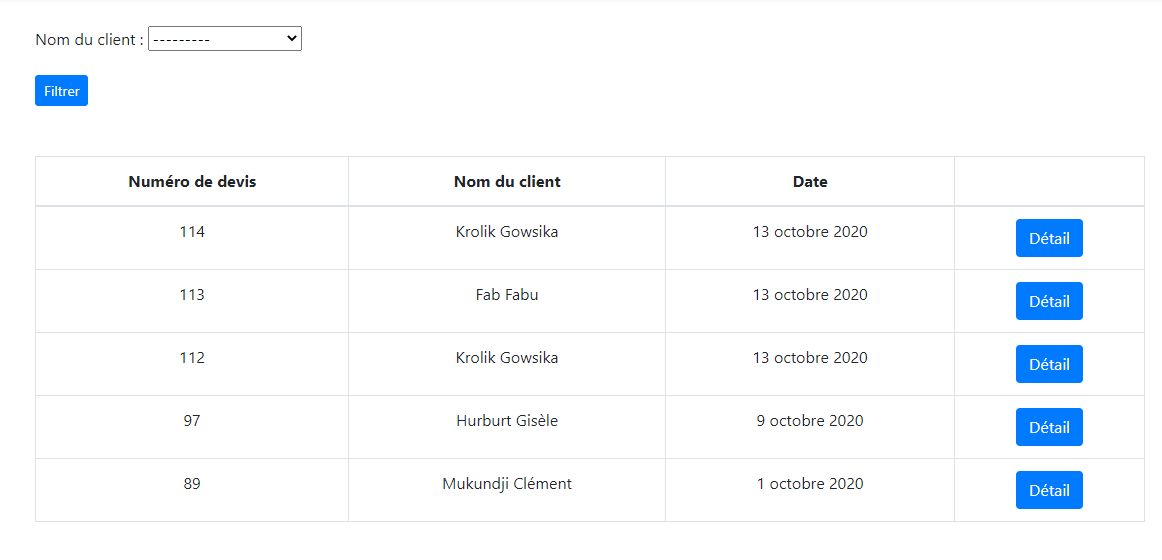 Nom du client : ---------
Filtrer
Numéro de devis Nom du client Date
114 Krolik Gowsika 13 octobre 2020 Détail
113 Fab Fabu 13 octobre 2020 Détail
112 Krolik Gowsika 13 octobre 2020 Détail
97 Hurburt Gisèle 9 octobre 2020 Détail
89 Mukundji Clément 1 octobre 2020 Détail